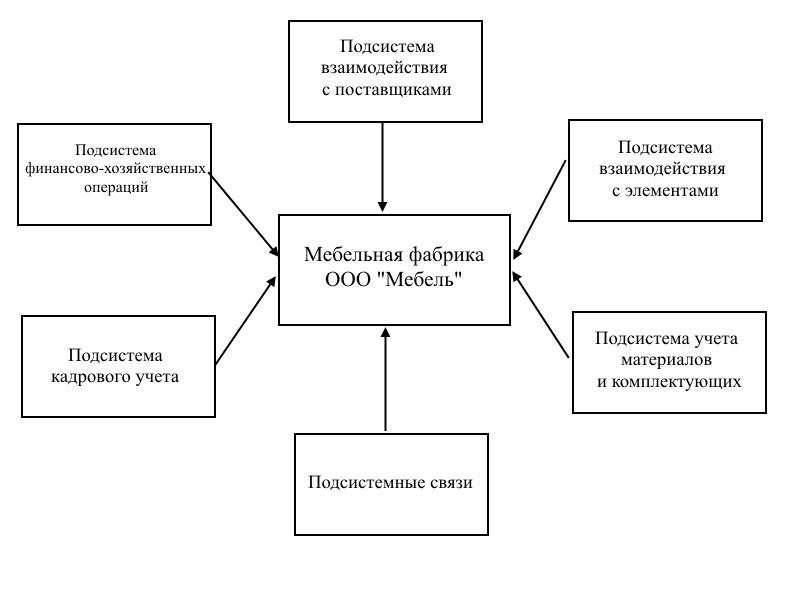 Подсистема
взаимодействия
с поставщиками
Подсистема
финансово-хозяйственных
операций
Подсистема
взаимодействия
с элементами
Мебельная фабрика
ООО "Мебель"
Подсистема
кадрового учета
Подсистема учета
материалов
и комплектующих
Подсистемные связи